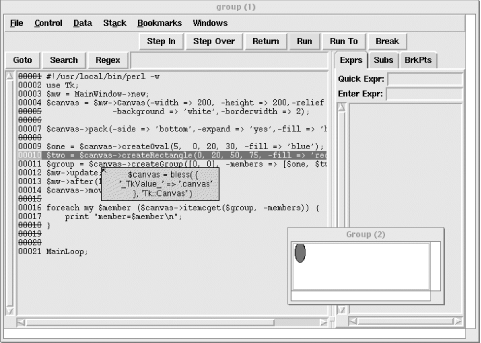 group (1)
File Control Data Stack Bookmarks Windows
Step In Step Over Return Run Run To Break
Goto Search Regex
Exprs Subs BrkPts
Quick Expr:
Enter Expr:
00001 #!/usr/local/bin/perl -w
00002 use Tk;
00003 $mw = MainWindow->new;
00004 $canvas = $mw->Canvas(-width => 200, -height => 200,-relief
00005 -background => 'white',-borderwidth => 2);
00006
00007 $canvas->pack(-side => 'bottom',-expand => 'yes',-fill => '
00008
00009 $one = $canvas->createOval(5, 0, 20, 30, -fill => 'blue');
00010 $two = $canvas->createRectangle(0, 20, 50, 75, -fill => 'red
00011 $group = $canvas->createGroup([0, 0], -members => [$one, $t
00012 $mw->update
00013 $mw->after(
00014 $canvas->mov
$canvas = bless( {
'_TkValue_' => '.canvas'
}, 'Tk::Canvas' )
00015
00016 foreach my $member ($canvas->itemcget($group, -members)) {
00017 print "member=$member\n";
00018 }
00019
00020
00021 MainLoop;
Group (2)